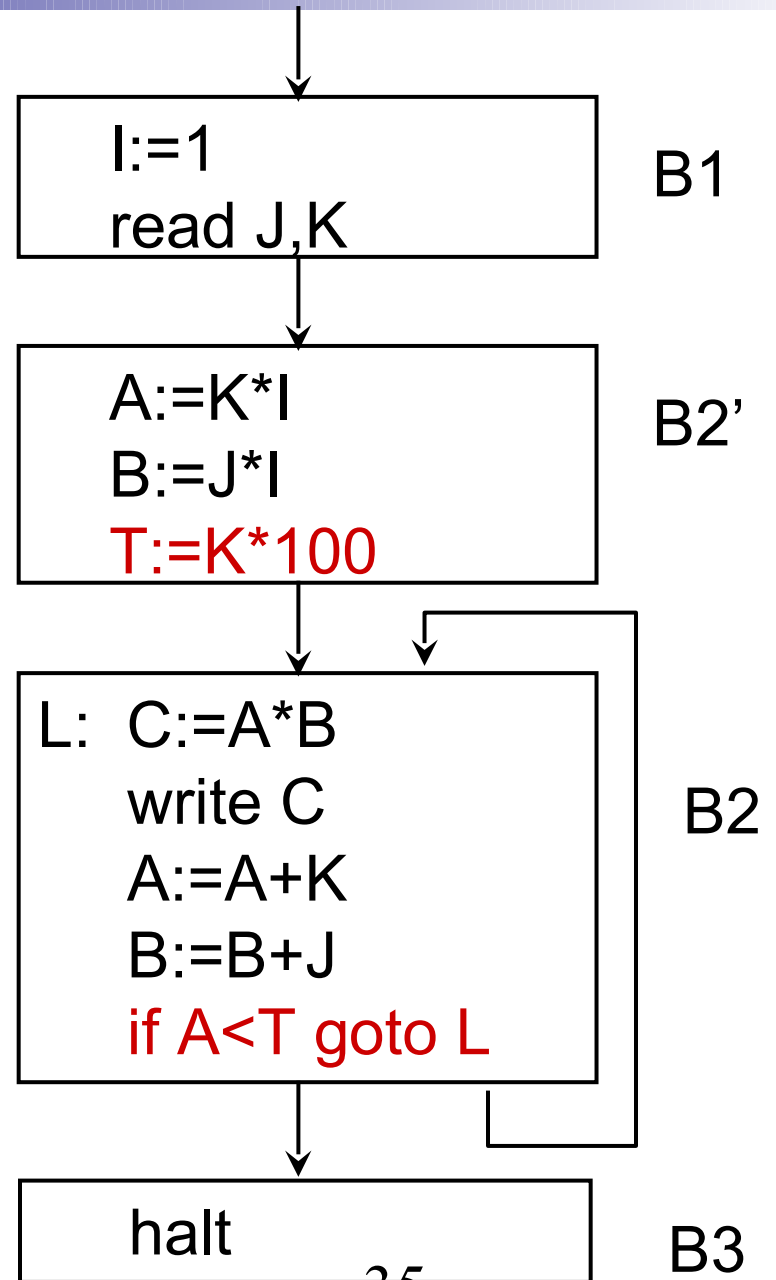 I:=1
read J,K
B1
A:=K*I
B:=J*I
T:=K*100
B2’
L: C:=A*B
write C
A:=A+K
B:=B+J
if A<T goto L
B2
halt
B3